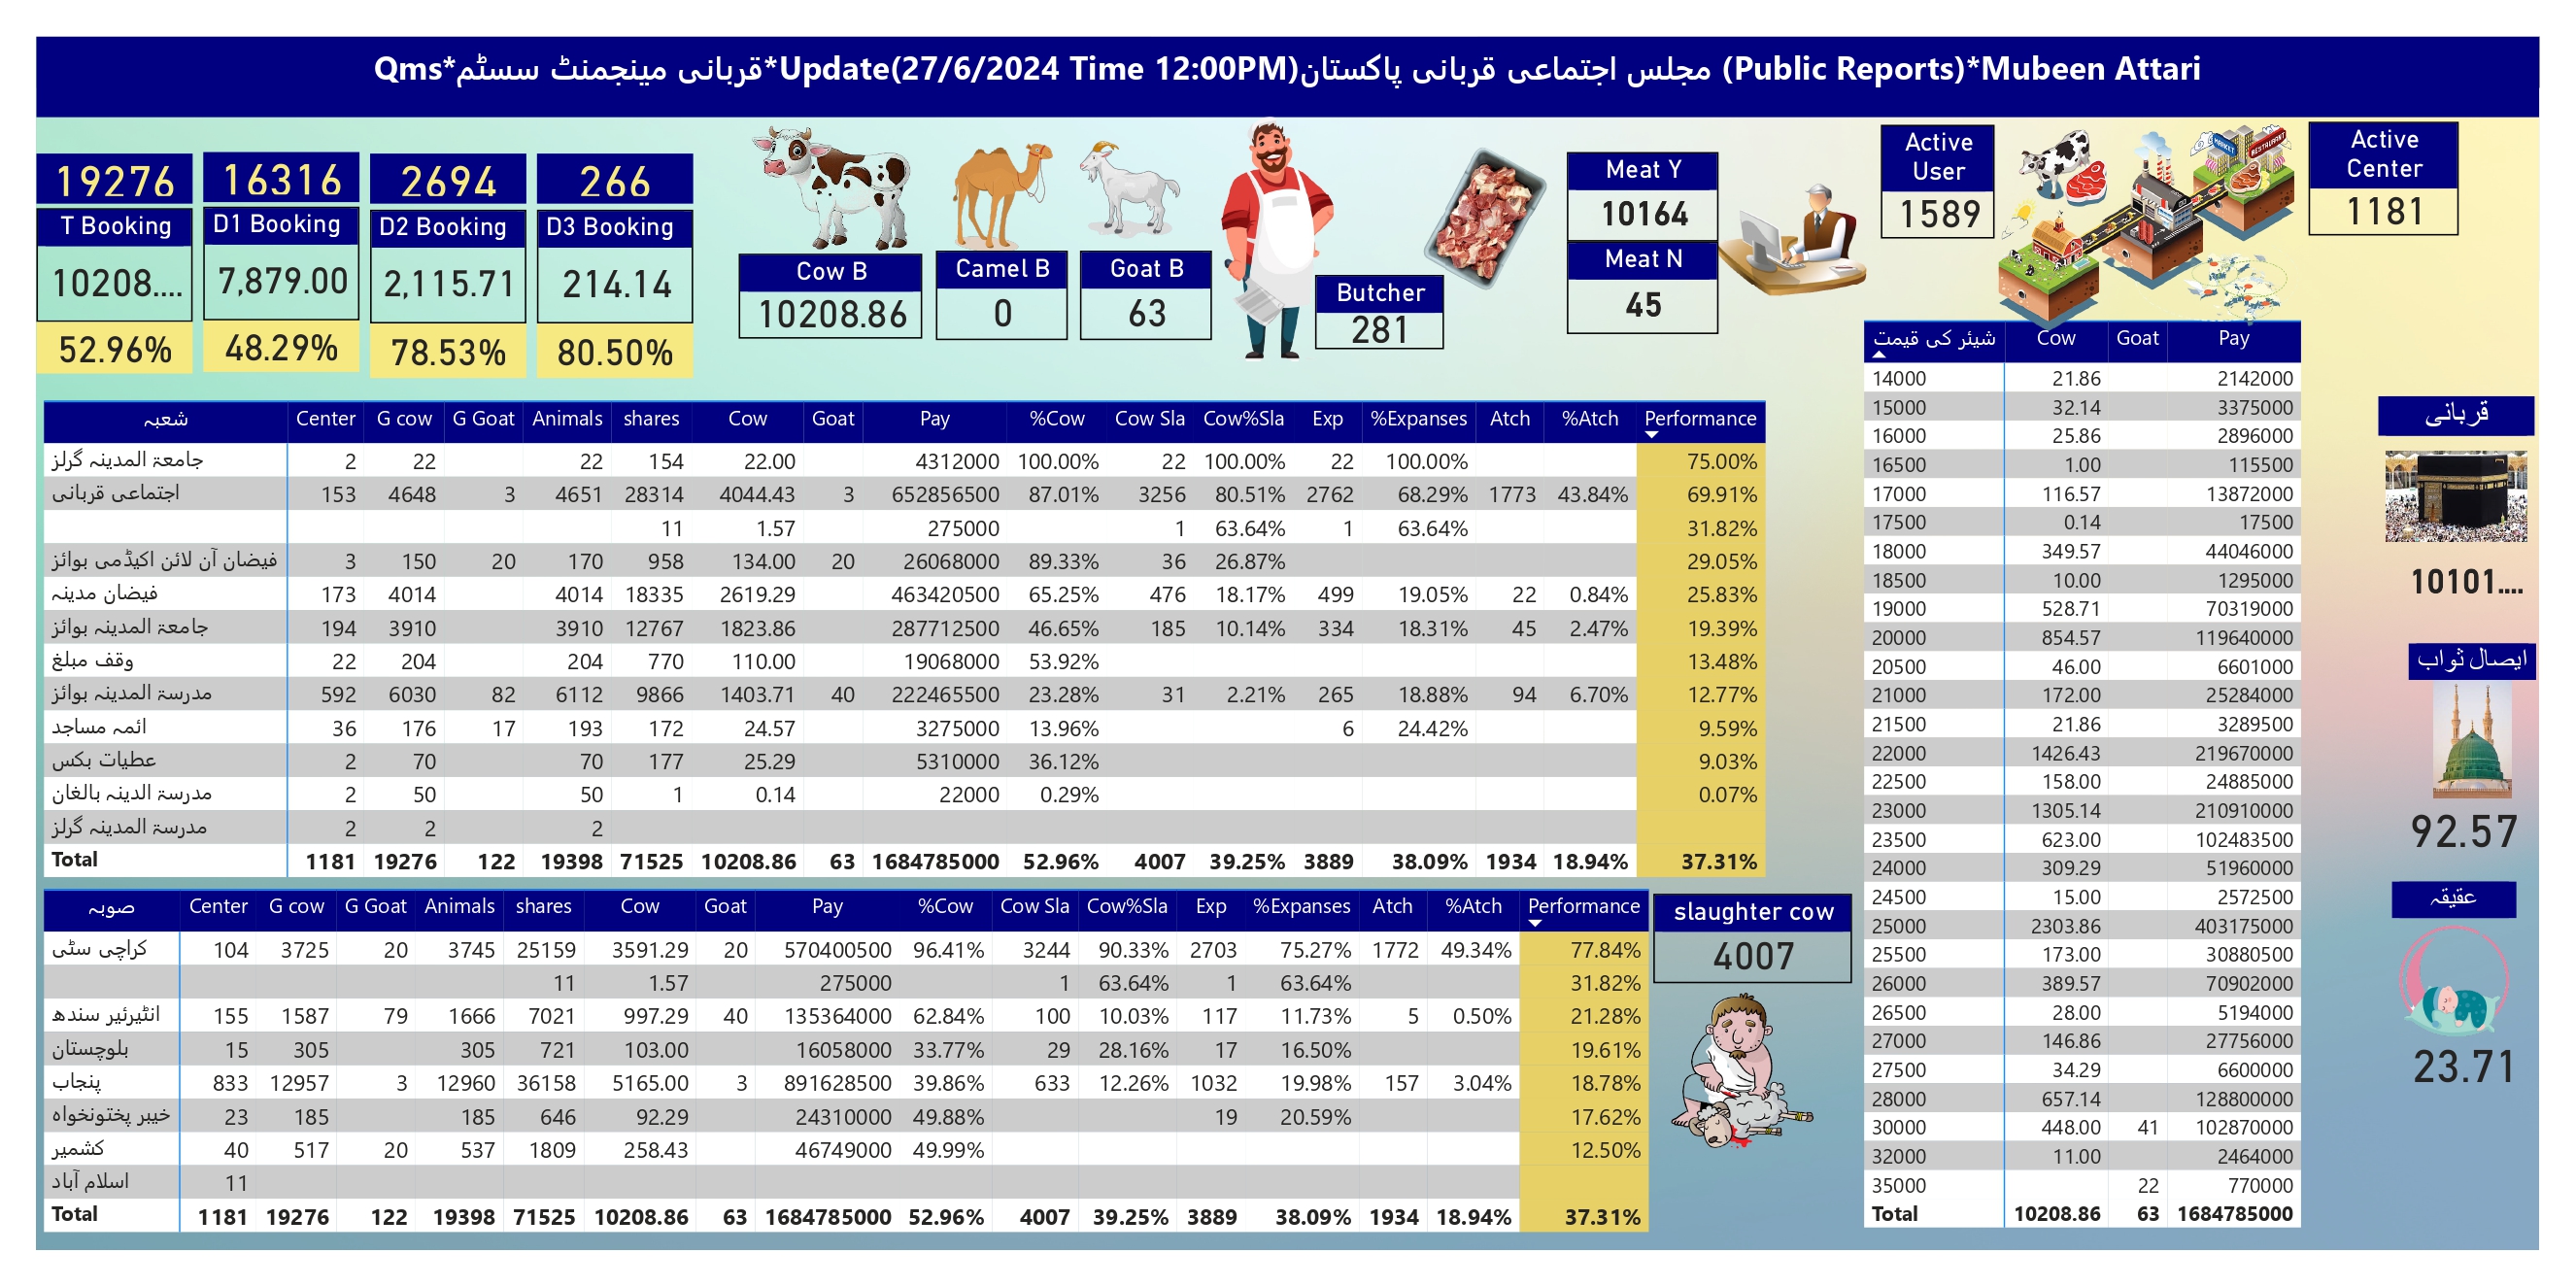 Qms*قربانی مینجمنٹ سسٹم*Update(27/6/2024 Time 12:00PM)مجلس اجتماعی قربانی پاکستان (Public Reports)*Mubeen Attari
19276 16316 2694 266
T Booking D1 Booking D2 Booking D3 Booking
10208.... 7,879.00 2,115.71 214.14
52.96% 48.29% 78.53% 80.50%
Cow B Camel B Goat B
10208.86 0 63
Butcher
281
Meat Y
10164
Meat N
45
Active User
1589
MARKET RESTAURANT
Active Center
1181
شعبہ Center G cow G Goat Animals shares Cow Goat Pay %Cow Cow Sla Cow%Sla Exp %Expanses Atch %Atch Performance
جامعۃ المدینہ گرلز 2 22 22 154 22.00 4312000 100.00% 22 100.00% 22 100.00% 75.00%
اجتماعی قربانی 153 4648 3 4651 28314 4044.43 3 652856500 87.01% 3256 80.51% 2762 68.29% 1773 43.84% 69.91%
11 1.57 275000 1 63.64% 1 63.64% 31.82%
فیضان آن لائن اکیڈمی بوائز 3 150 20 170 958 134.00 20 26068000 89.33% 36 26.87% 29.05%
فیضان مدینہ 173 4014 4014 18335 2619.29 463420500 65.25% 476 18.17% 499 19.05% 22 0.84% 25.83%
جامعۃ المدینہ بوائز 194 3910 3910 12767 1823.86 287712500 46.65% 185 10.14% 334 18.31% 45 2.47% 19.39%
وقف مبلغ 22 204 204 770 110.00 19068000 53.92% 13.48%
مدرسۃ المدینہ بوائز 592 6030 82 6112 9866 1403.71 40 222465500 23.28% 31 2.21% 265 18.88% 94 6.70% 12.77%
ائمہ مساجد 36 176 17 193 172 24.57 3275000 13.96% 6 24.42% 9.59%
عطیات بکس 2 70 70 177 25.29 5310000 36.12% 9.03%
مدرسۃ الدینہ بالغان 2 50 50 1 0.14 22000 0.29% 0.07%
مدرسۃ المدینہ گرلز 2 2 2
Total 1181 19276 122 19398 71525 10208.86 63 1684785000 52.96% 4007 39.25% 3889 38.09% 1934 18.94% 37.31%
صوبہ Center G cow G Goat Animals shares Cow Goat Pay %Cow Cow Sla Cow%Sla Exp %Expanses Atch %Atch Performance
کراچی سٹی 104 3725 20 3745 25159 3591.29 20 570400500 96.41% 3244 90.33% 2703 75.27% 1772 49.34% 77.84%
11 1.57 275000 1 63.64% 1 63.64% 31.82%
انٹیرئیر سندھ 155 1587 79 1666 7021 997.29 40 135364000 62.84% 100 10.03% 117 11.73% 5 0.50% 21.28%
بلوچستان 15 305 305 721 103.00 16058000 33.77% 29 28.16% 17 16.50% 19.61%
پنجاب 833 12957 3 12960 36158 5165.00 3 891628500 39.86% 633 12.26% 1032 19.98% 157 3.04% 18.78%
خیبر پختونخواہ 23 185 185 646 92.29 24310000 49.88% 19 20.59% 17.62%
کشمیر 40 517 20 537 1809 258.43 46749000 49.99% 12.50%
اسلام آباد 11
Total 1181 19276 122 19398 71525 10208.86 63 1684785000 52.96% 4007 39.25% 3889 38.09% 1934 18.94% 37.31%
slaughter cow
4007
شیئر کی قیمت Cow Goat Pay
14000 21.86 2142000
15000 32.14 3375000
16000 25.86 2896000
16500 1.00 115500
17000 116.57 13872000
17500 0.14 17500
18000 349.57 44046000
18500 10.00 1295000
19000 528.71 70319000
20000 854.57 119640000
20500 46.00 6601000
21000 172.00 25284000
21500 21.86 3289500
22000 1426.43 219670000
22500 158.00 24885000
23000 1305.14 210910000
23500 623.00 102483500
24000 309.29 51960000
24500 15.00 2572500
25000 2303.86 403175000
25500 173.00 30880500
26000 389.57 70902000
26500 28.00 5194000
27000 146.86 27756000
27500 34.29 6600000
28000 657.14 128800000
30000 448.00 41 102870000
32000 11.00 2464000
35000 22 770000
Total 10208.86 63 1684785000
قربانی
10101....
ایصال ثواب
92.57
عقیقہ
23.71